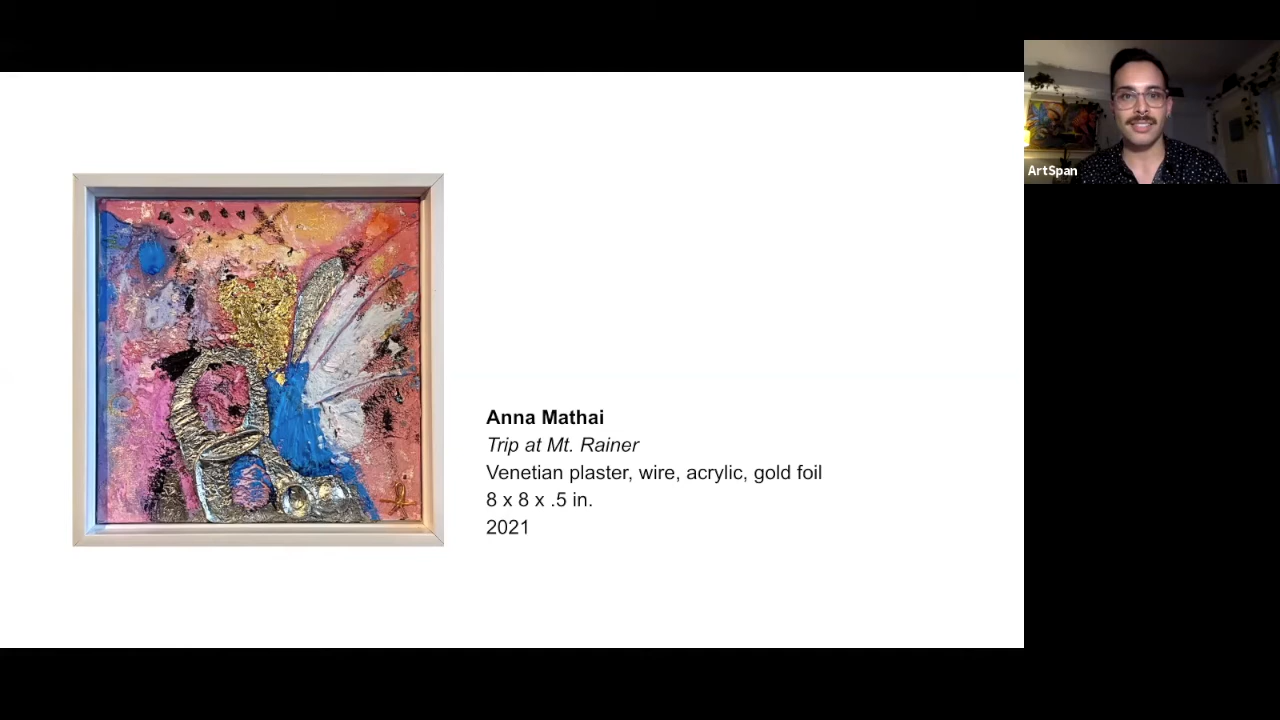 ArtSpan
Anna Mathai
Trip at Mt. Rainer
Venetian plaster, wire, acrylic, gold foil
8 x 8 x .5 in.
2021